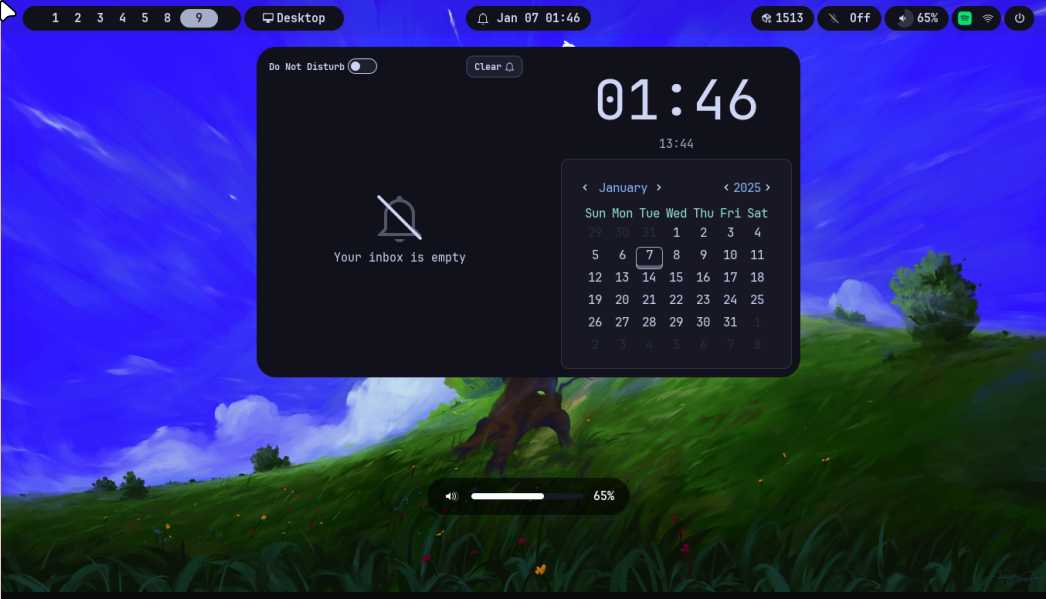 1 2 3 4 5 8 9 Desktop Jan 07 01:46 1513 Off 65%
Do Not Disturb Clear
Your inbox is empty
01:46
13:44
< January > < 2025 >
Sun Mon Tue Wed Thu Fri Sat
29 30 31 1 2 3 4
5 6 7 8 9 10 11
12 13 14 15 16 17 18
19 20 21 22 23 24 25
26 27 28 29 30 31 1
2 3 4 5 6 7 8
65%